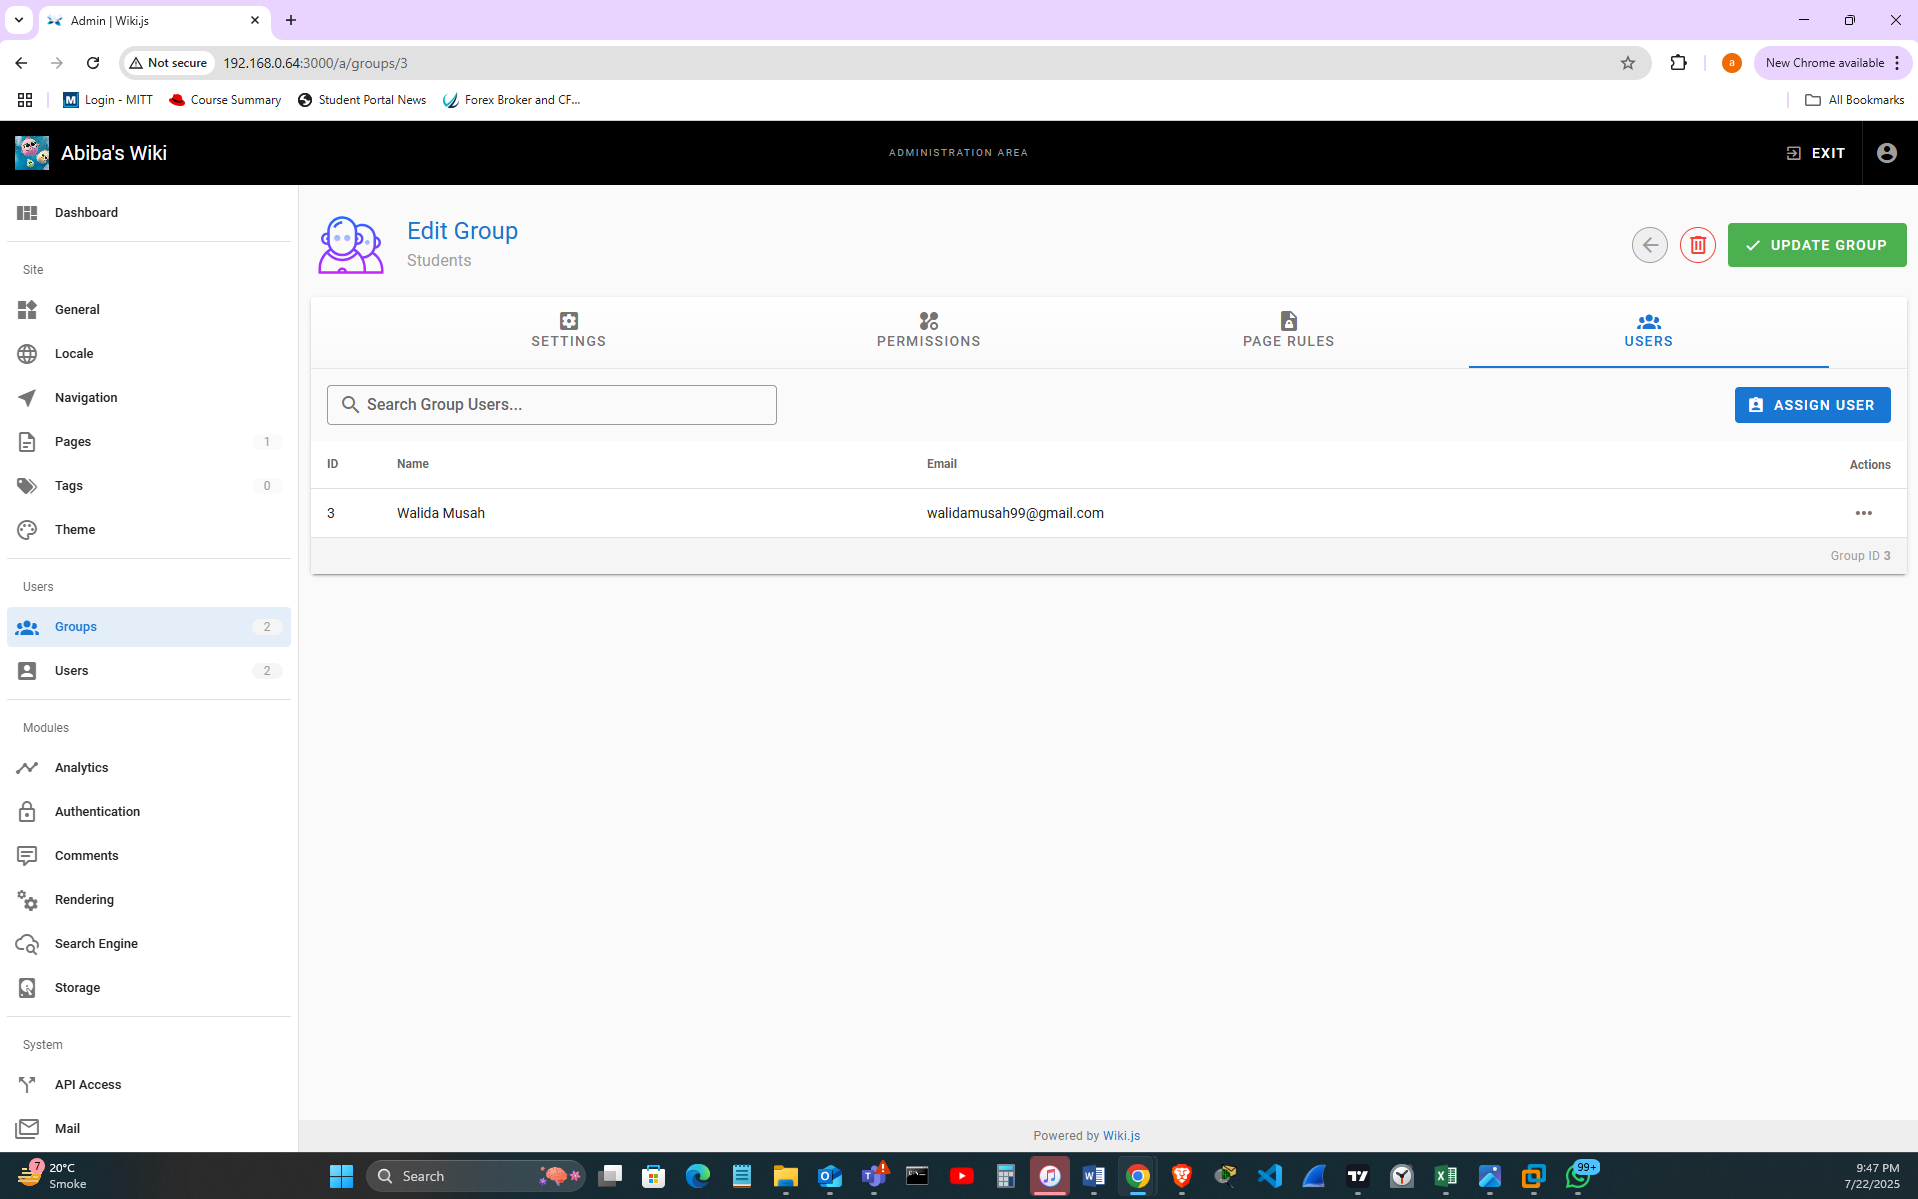 Admin | Wiki.js
Not secure 192.168.0.64:3000/a/groups/3
a
New Chrome available
M Login - MITT Course Summary Student Portal News Forex Broker and CF...
All Bookmarks
Abiba's Wiki
ADMINISTRATION AREA
EXIT
Dashboard
Site
General
Locale
Navigation
Pages 1
Tags 0
Theme
Users
Groups 2
Users 2
Modules
Analytics
Authentication
Comments
Rendering
Search Engine
Storage
System
API Access
Mail
Edit Group
Students
UPDATE GROUP
SETTINGS PERMISSIONS PAGE RULES USERS
Search Group Users...
ASSIGN USER
ID Name Email Actions
3 Walida Musah walidamusah99@gmail.com
Group ID 3
Powered by Wiki.js
7
20°C
Smoke
Search
99+
9:47 PM
7/22/2025